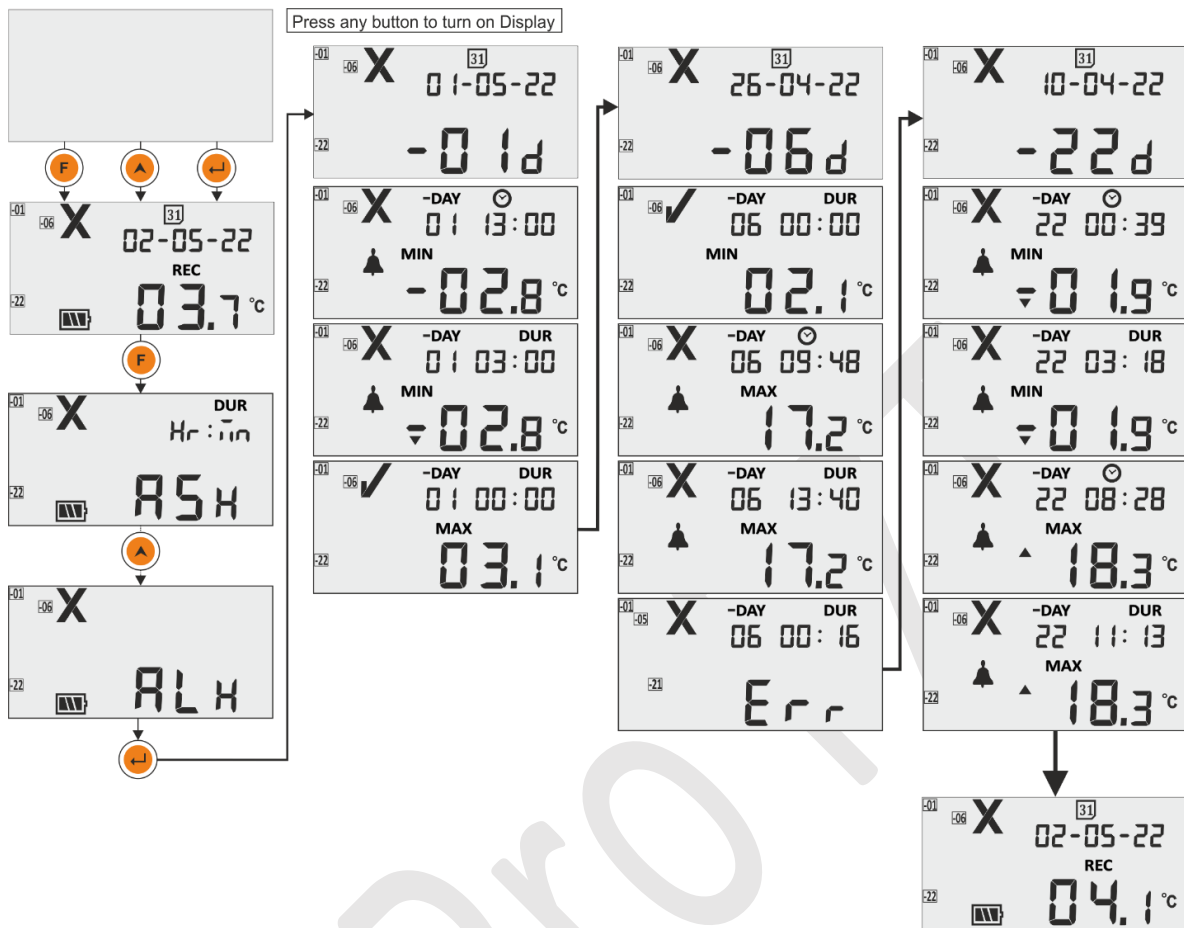 Press any button to turn on Display
F
-01
-06
31
02-05-22
REC
-22
03.7 °C
F
-01
-06
DUR
Hr:min
-22
ASH
-01
-06
-22
ALH
-01
-06
31
01-05-22
-22
-01d
-01
-06
-DAY
01 13:00
MIN
-22
-02.8 °C
-01
-06
-DAY DUR
01 03:00
MIN
-22
-02.8 °C
-01
-06
-DAY DUR
01 00:00
MAX
-22
03.1 °C
-01
-06
31
26-04-22
-22
-06d
-01
-06
-DAY DUR
06 00:00
MIN
-22
02.1 °C
-01
-06
-DAY
06 09:48
MAX
-22
17.2 °C
-01
-06
-DAY DUR
06 13:40
MAX
-22
17.2 °C
-01
-05
-DAY DUR
06 00:16
-21
Err
-01
-06
31
10-04-22
-22
-22d
-01
-06
-DAY
22 00:39
MIN
-22
-01.9 °C
-01
-06
-DAY DUR
22 03:18
MIN
-22
-01.9 °C
-01
-06
-DAY
22 08:28
MAX
-22
18.3 °C
-01
-06
-DAY DUR
22 11:13
MAX
-22
18.3 °C
-01
-06
31
02-05-22
REC
-22
04.1 °C